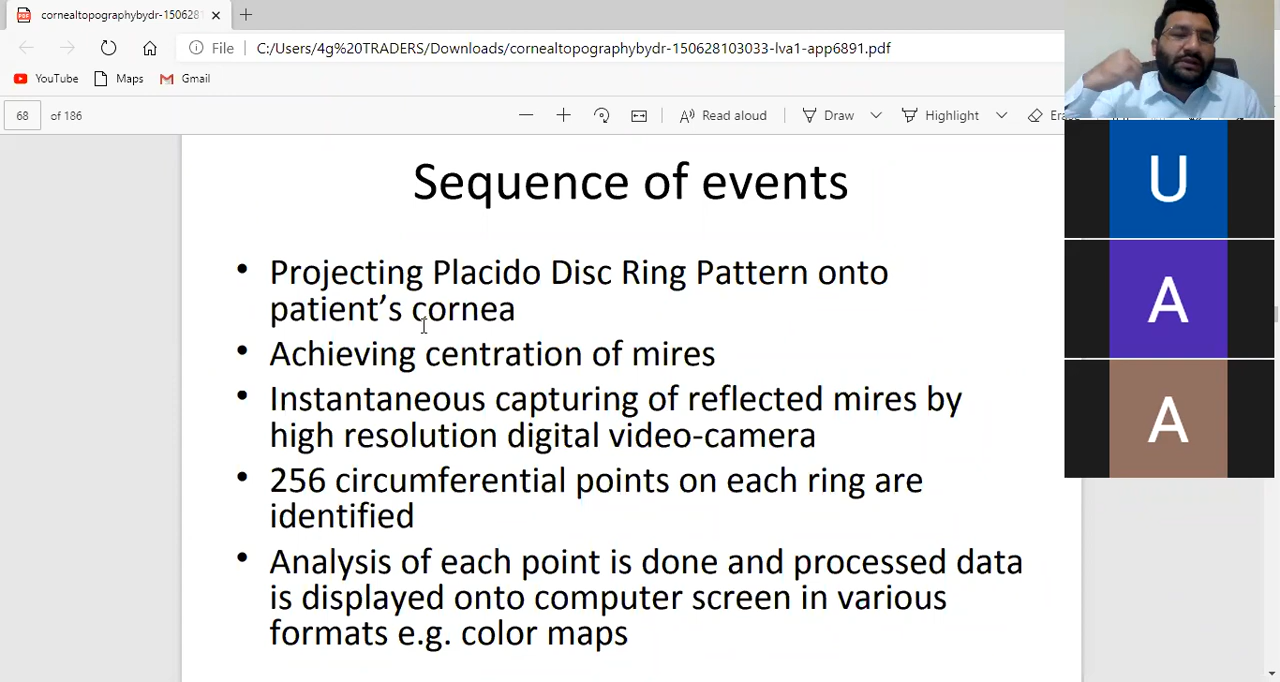 cornealtopographybydr-150628
File
C:/Users/4g%20TRADERS/Downloads/cornealtopographybydr-150628103033-lva1-app6891.pdf
YouTube
Maps
Gmail
68
of 186
Read aloud
Draw
Highlight
Sequence of events
• Projecting Placido Disc Ring Pattern onto
patient’s cornea
• Achieving centration of mires
• Instantaneous capturing of reflected mires by
high resolution digital video-camera
• 256 circumferential points on each ring are
identified
• Analysis of each point is done and processed data
is displayed onto computer screen in various
formats e.g. color maps
U
A
A